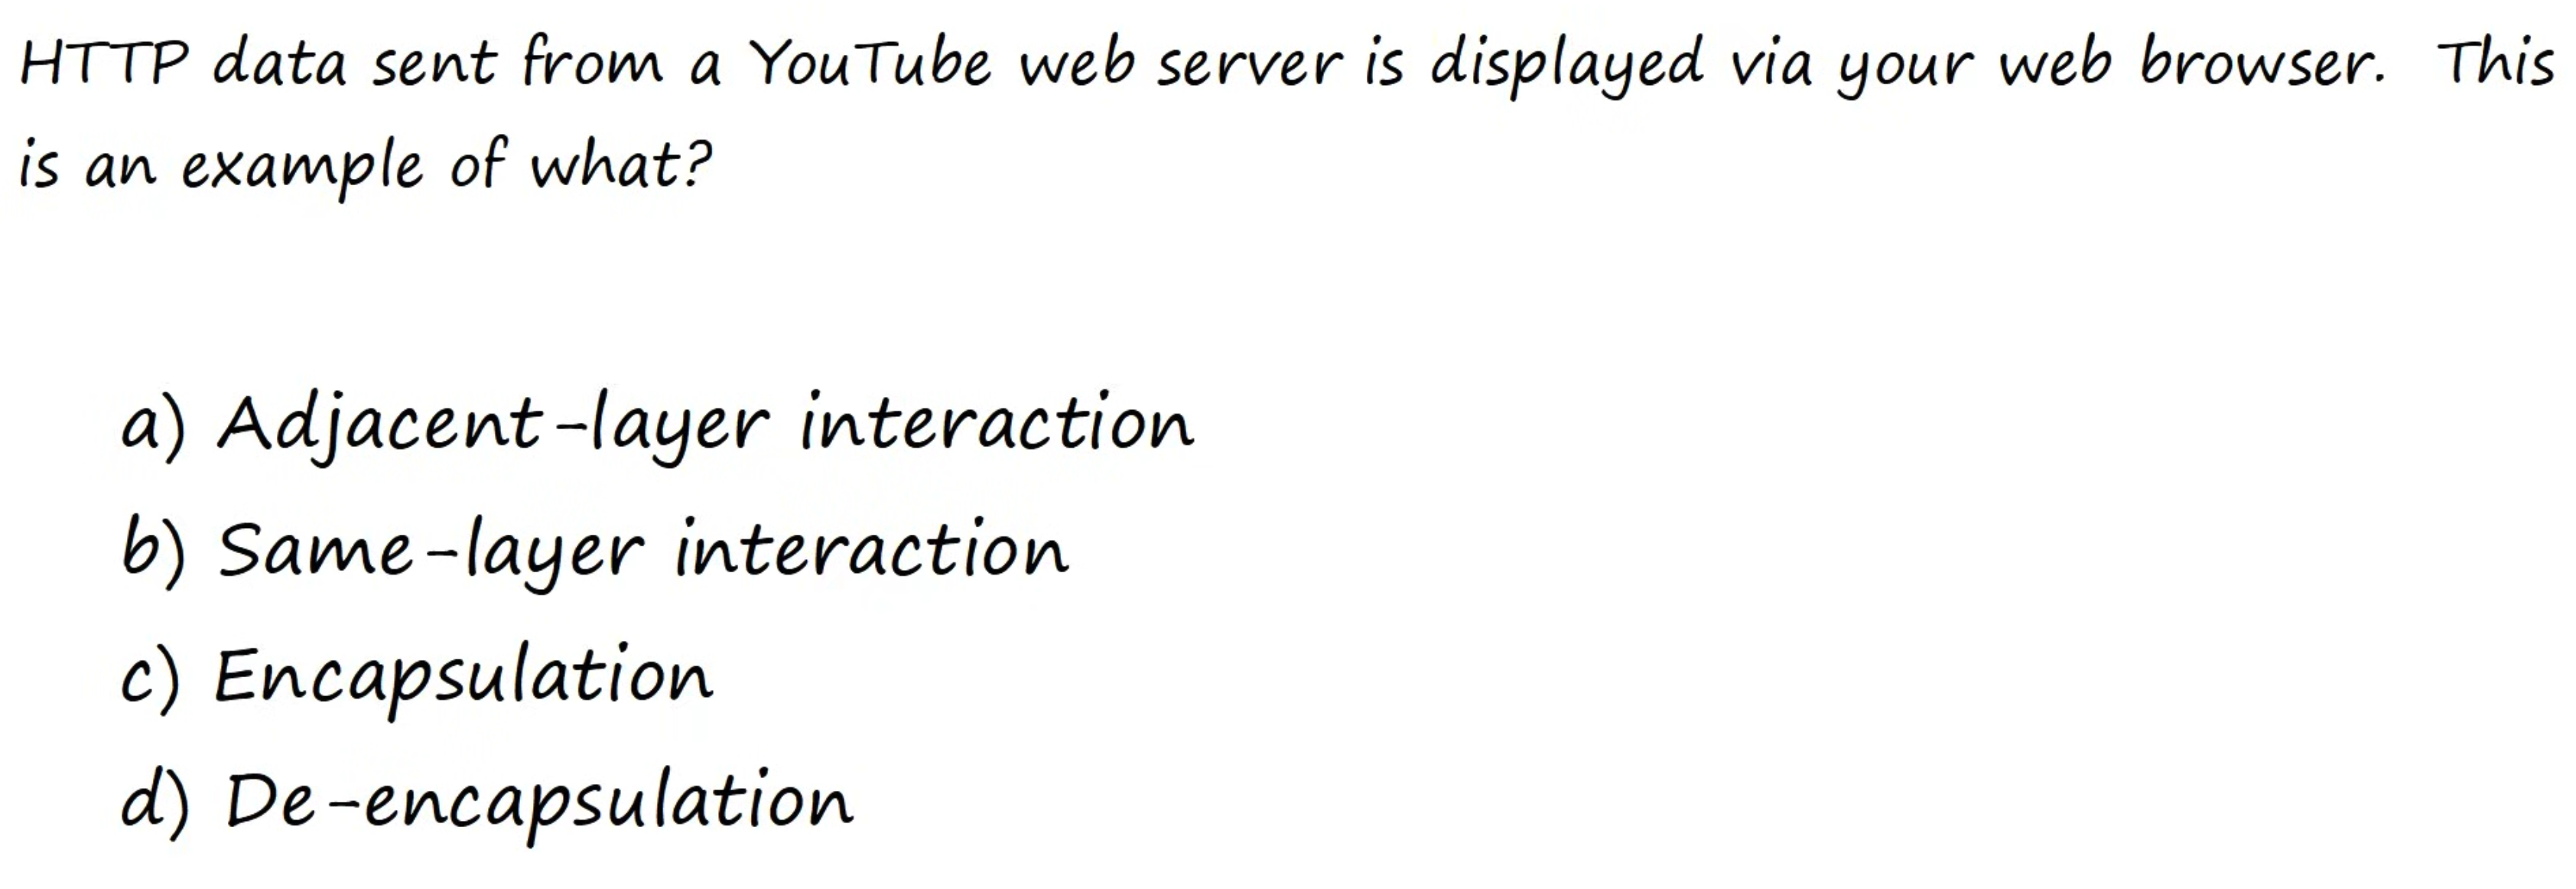 HTTP data sent from a YouTube web server is displayed via your web browser. This
is an example of what?
a) Adjacent-layer interaction
b) Same-layer interaction
c) Encapsulation
d) De-encapsulation